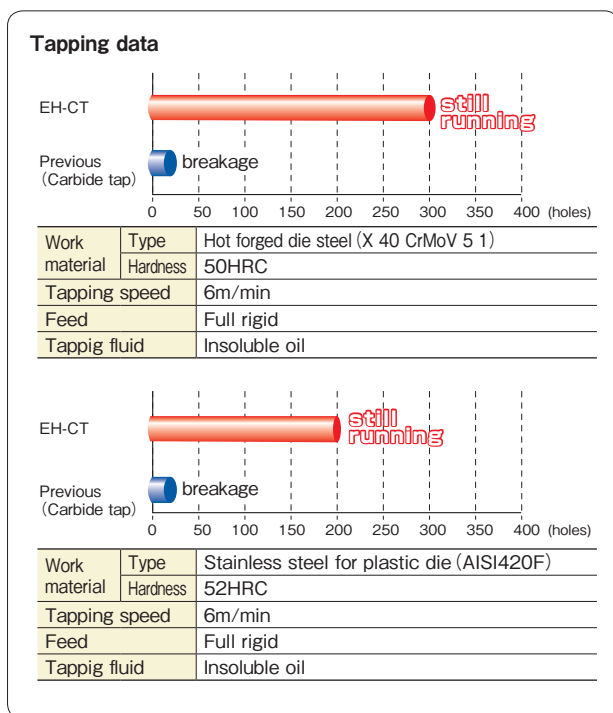 Tapping data
EH-CT
still
running
Previous
(Carbide tap)
breakage
0 50 100 150 200 250 300 350 400 (holes)
Work material Type Hot forged die steel (X 40 CrMoV 5 1)
Hardness 50HRC
Tapping speed 6m/min
Feed Full rigid
Tappig fluid Insoluble oil
EH-CT
still
running
Previous
(Carbide tap)
breakage
0 50 100 150 200 250 300 350 400 (holes)
Work material Type Stainless steel for plastic die (AISI420F)
Hardness 52HRC
Tapping speed 6m/min
Feed Full rigid
Tappig fluid Insoluble oil